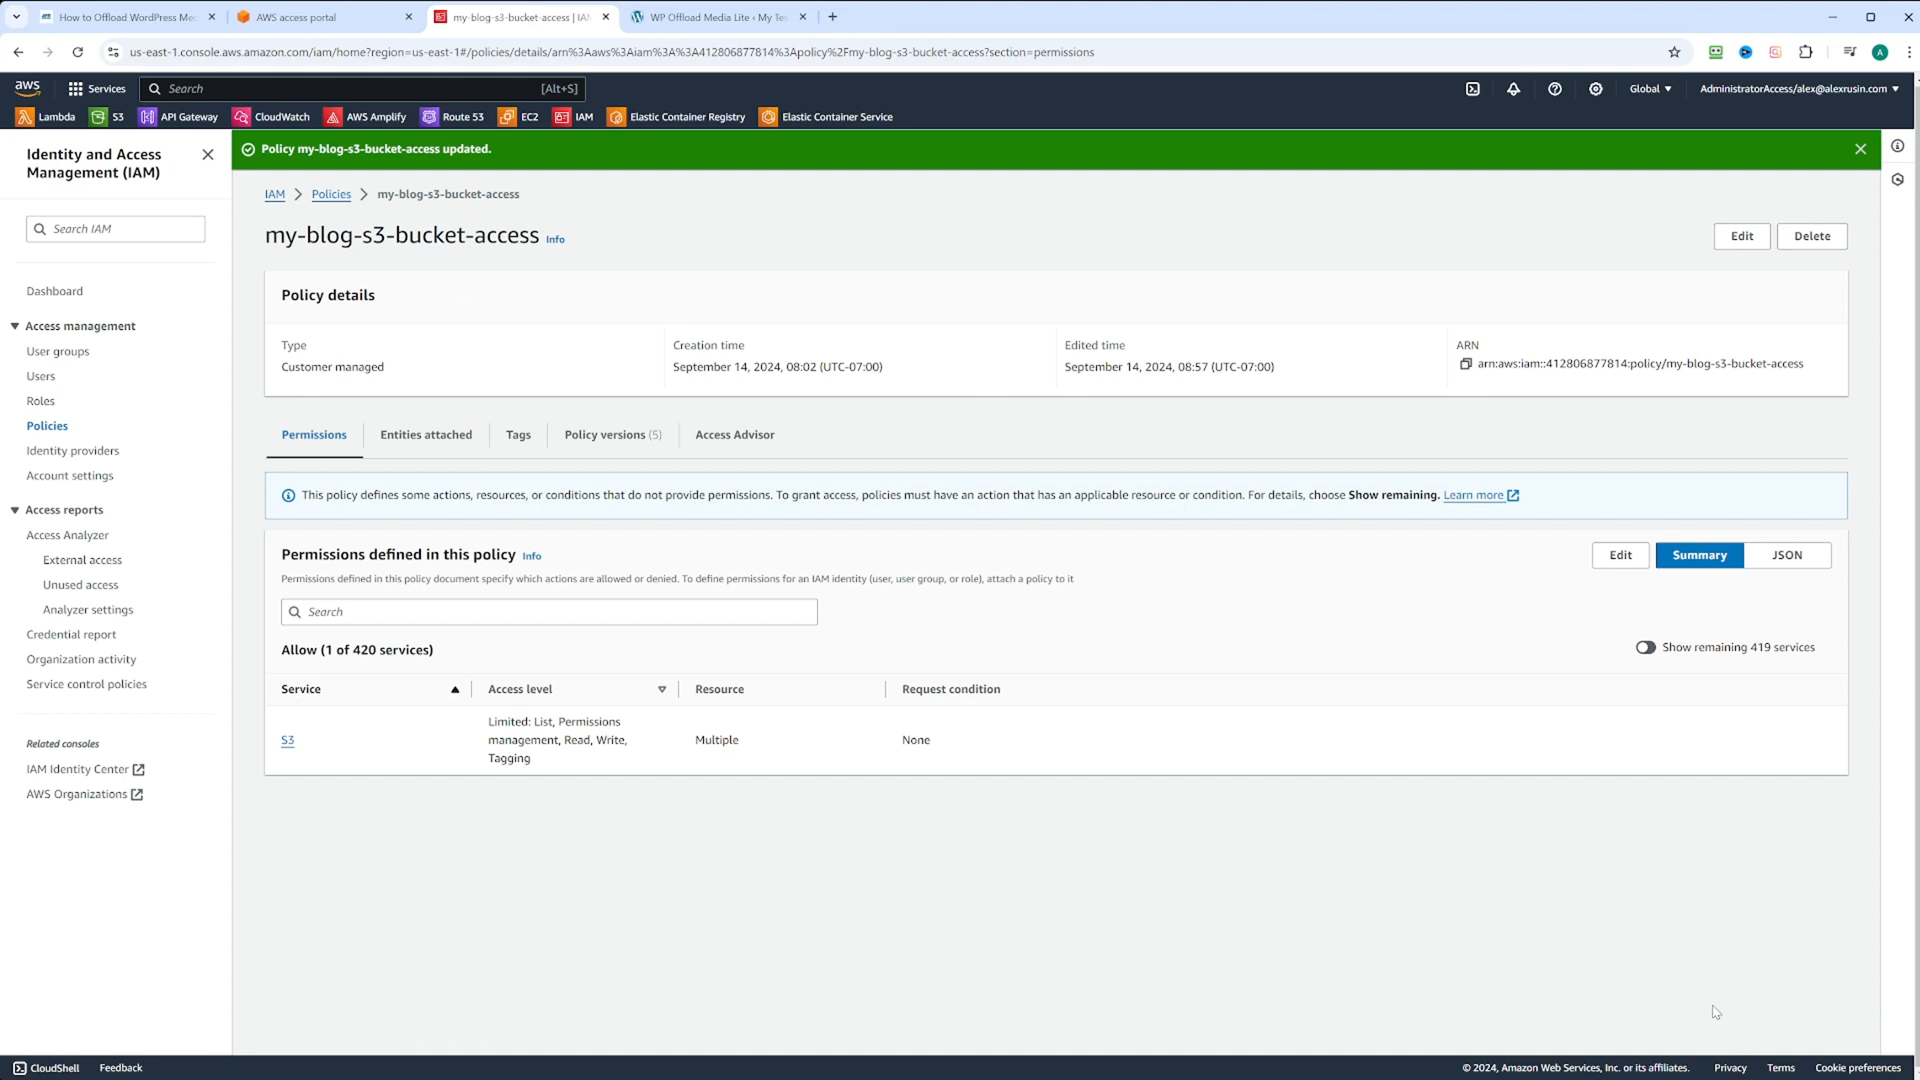 How to Offload WordPress Me
AWS access portal
my-blog-s3-bucket-access | IAM
WP Offload Media Lite ‹ My Tes
us-east-1.console.aws.amazon.com/iam/home?region=us-east-1#/policies/details/arn%3Aaws%3Aiam%3A%3A412806877814%3Apolicy%2Fmy-blog-s3-bucket-access?section=permissions
A
aws
Services
Search
[Alt+S]
Global
AdministratorAccess/alex@alexrusin.com
Lambda
S3
API Gateway
CloudWatch
AWS Amplify
Route 53
EC2
IAM
Elastic Container Registry
Elastic Container Service
Identity and Access
Management (IAM)
Search IAM
Dashboard
Access management
User groups
Users
Roles
Policies
Identity providers
Account settings
Access reports
Access Analyzer
External access
Unused access
Analyzer settings
Credential report
Organization activity
Service control policies
Related consoles
IAM Identity Center
AWS Organizations
Policy my-blog-s3-bucket-access updated.
IAM
Policies
my-blog-s3-bucket-access
my-blog-s3-bucket-access Info
Edit
Delete
Policy details
Type
Customer managed
Creation time
September 14, 2024, 08:02 (UTC-07:00)
Edited time
September 14, 2024, 08:57 (UTC-07:00)
ARN
arn:aws:iam::412806877814:policy/my-blog-s3-bucket-access
Permissions
Entities attached
Tags
Policy versions (5)
Access Advisor
This policy defines some actions, resources, or conditions that do not provide permissions. To grant access, policies must have an action that has an applicable resource or condition. For details, choose Show remaining. Learn more
Permissions defined in this policy Info
Edit
Summary
JSON
Permissions defined in this policy document specify which actions are allowed or denied. To define permissions for an IAM identity (user, user group, or role), attach a policy to it
Search
Allow (1 of 420 services)
Show remaining 419 services
Service
Access level
Resource
Request condition
S3
Limited: List, Permissions
management, Read, Write,
Tagging
Multiple
None
CloudShell
Feedback
© 2024, Amazon Web Services, Inc. or its affiliates.
Privacy
Terms
Cookie preferences